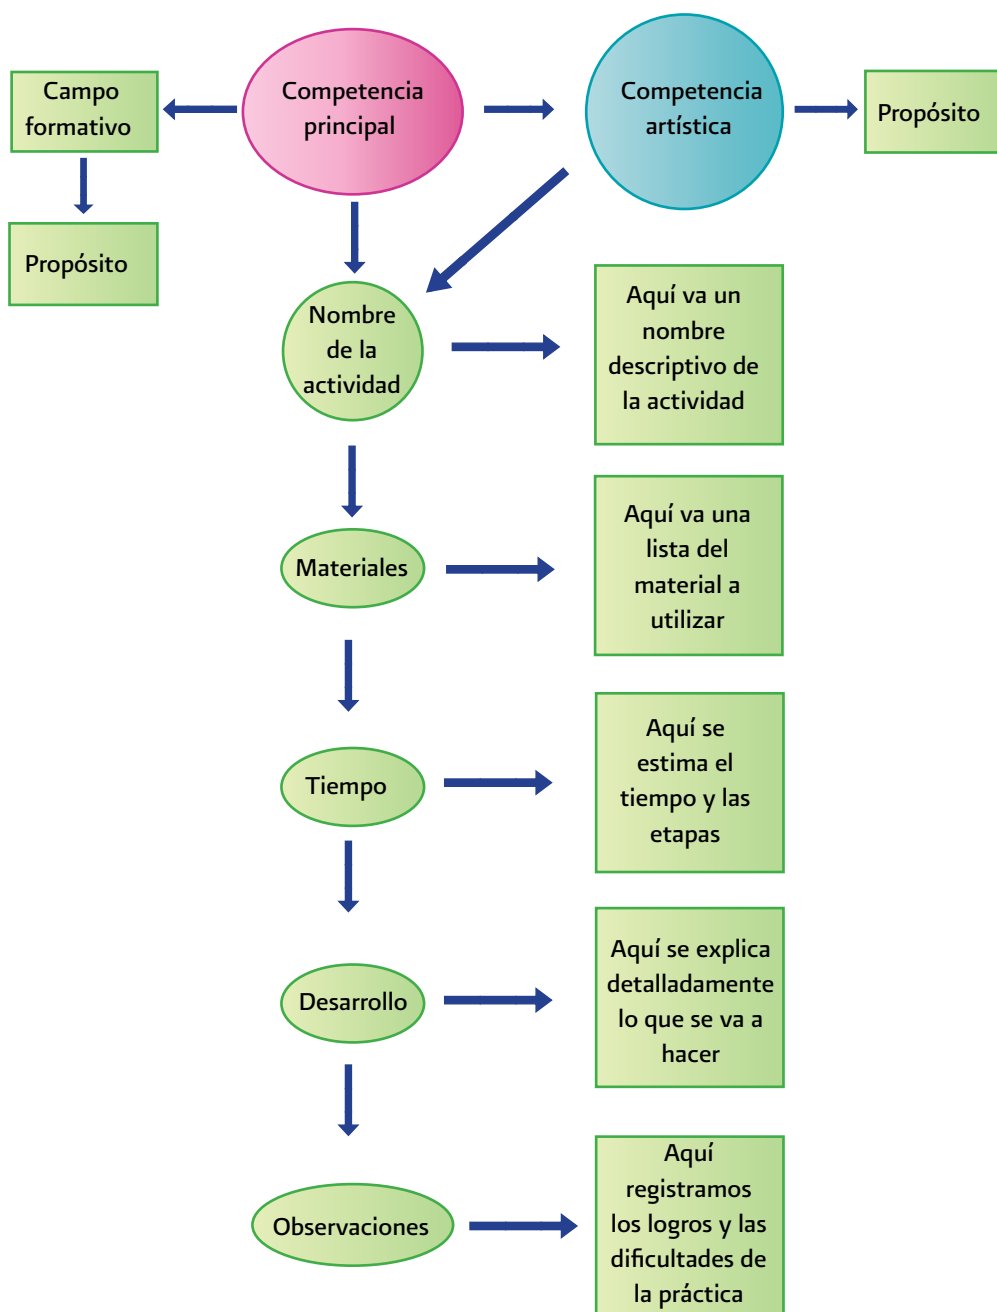 Campo
formativo
Competencia
principal
Competencia
artística
Propósito
Propósito
Nombre
de la
actividad
Aquí va un
nombre
descriptivo de
la actividad
Materiales
Aquí va una
lista del
material a
utilizar
Tiempo
Aquí se
estima el
tiempo y las
etapas
Desarrollo
Aquí se explica
detalladamente
lo que se va a
hacer
Observaciones
Aquí
registramos
los logros y las
dificultades de
la práctica